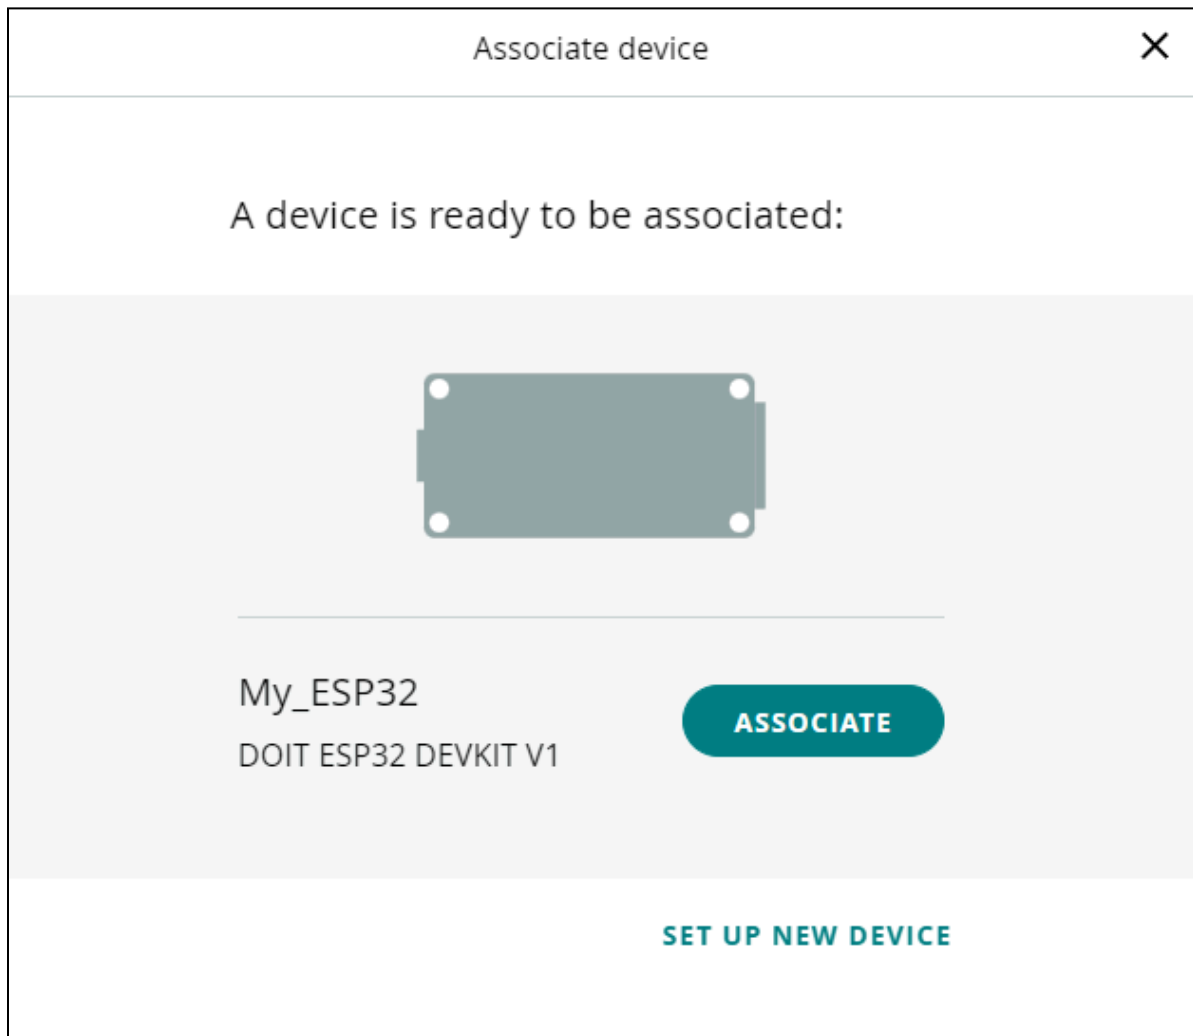 Associate device
A device is ready to be associated:
My_ESP32
DOIT ESP32 DEVKIT V1
ASSOCIATE
SET UP NEW DEVICE